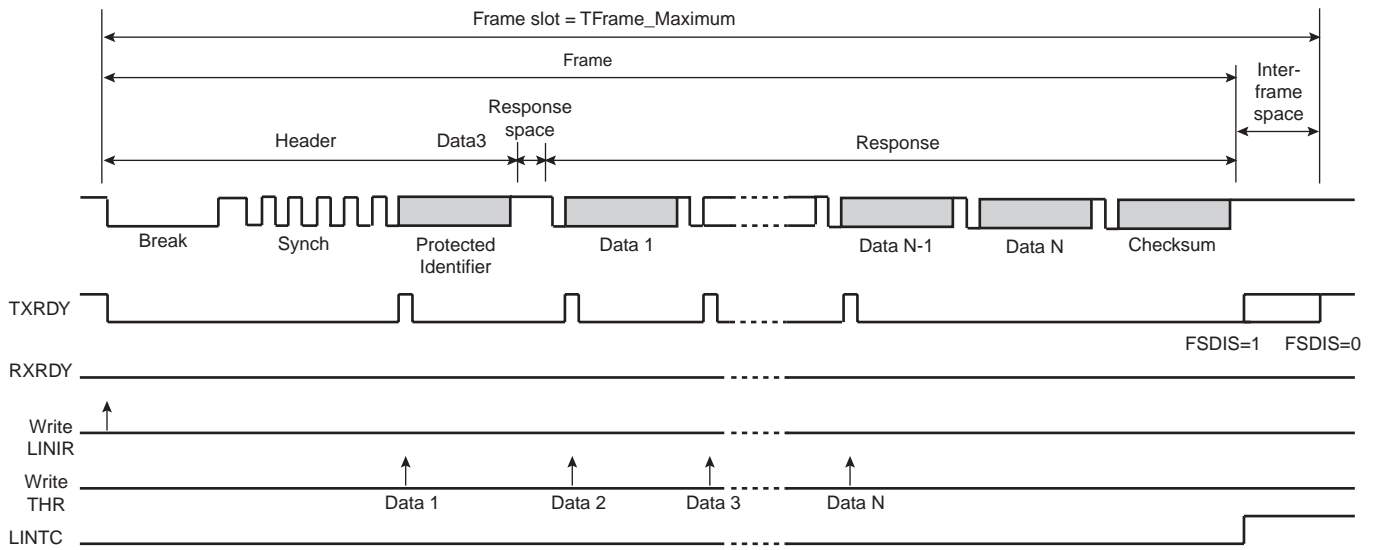 Frame slot = TFrame_Maximum
Frame
Inter-
frame
space
Response
space
Header
Data3
Response
Break
Synch
Protected
Identifier
Data 1
Data N-1
Data N
Checksum
TXRDY
FSDIS=1
FSDIS=0
RXRDY
Write
LINIR
Write
THR
Data 1
Data 2
Data 3
Data N
LINTC